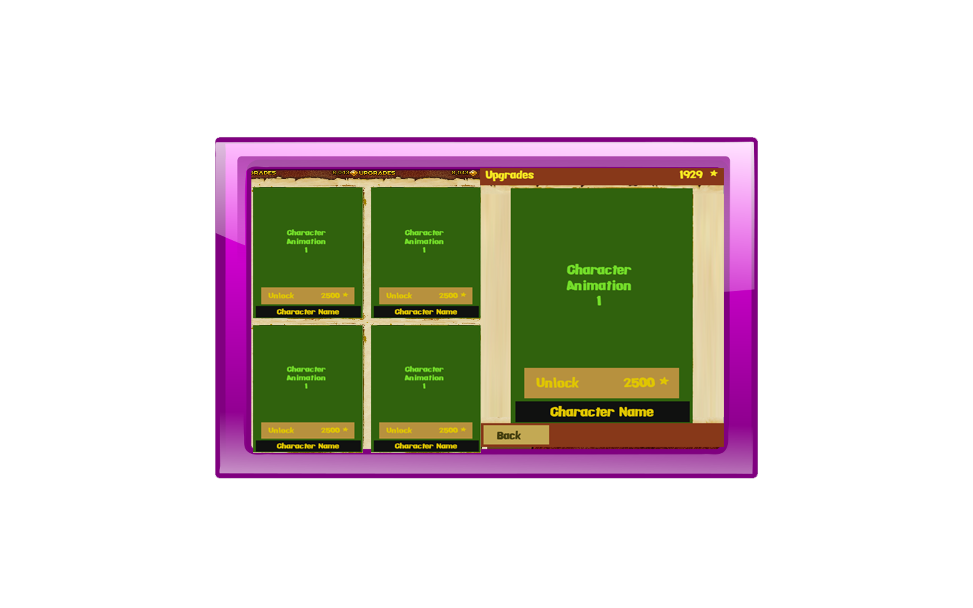 UPGRADES
Upgrades
1929
Character
Animation
1
Unlock 2500
Character Name
Character
Animation
1
Unlock 2500
Character Name
Character
Animation
1
Unlock 2500
Character Name
Character
Animation
1
Unlock 2500
Character Name
Character
Animation
1
Unlock 2500
Character Name
Back